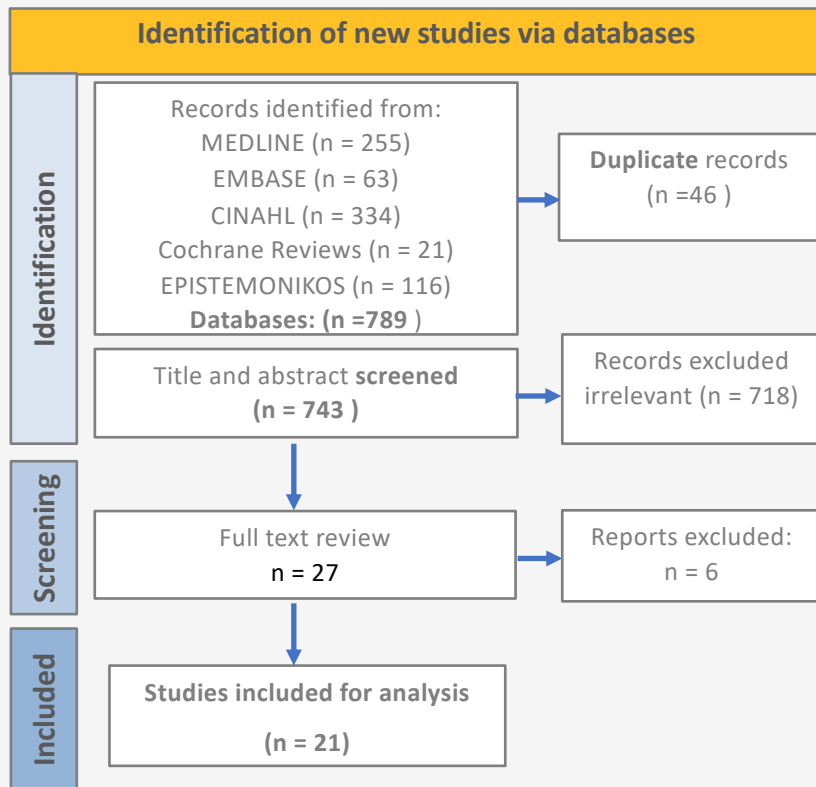 Identification of new studies via databases
Identification
Records identified from:
MEDLINE (n = 255)
EMBASE (n = 63)
CINAHL (n = 334)
Cochrane Reviews (n = 21)
EPISTEMONIKOS (n = 116)
Databases: (n =789 )
Duplicate records
(n =46 )
Title and abstract screened
(n = 743 )
Records excluded
irrelevant (n = 718)
Screening
Full text review
n = 27
Reports excluded:
n = 6
Included
Studies included for analysis
(n = 21)